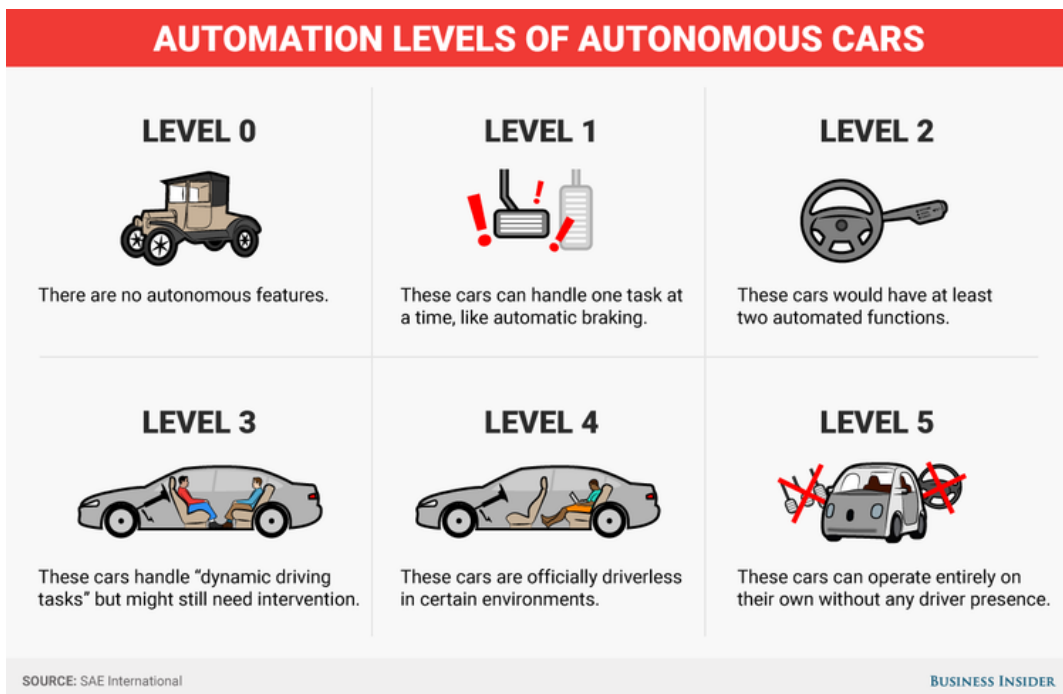 AUTOMATION LEVELS OF AUTONOMOUS CARS
LEVEL 0
There are no autonomous features.
LEVEL 1
These cars can handle one task at
a time, like automatic braking.
LEVEL 2
These cars would have at least
two automated functions.
LEVEL 3
These cars handle “dynamic driving
tasks” but might still need intervention.
LEVEL 4
These cars are officially driverless
in certain environments.
LEVEL 5
These cars can operate entirely on
their own without any driver presence.
SOURCE: SAE International
BUSINESS INSIDER